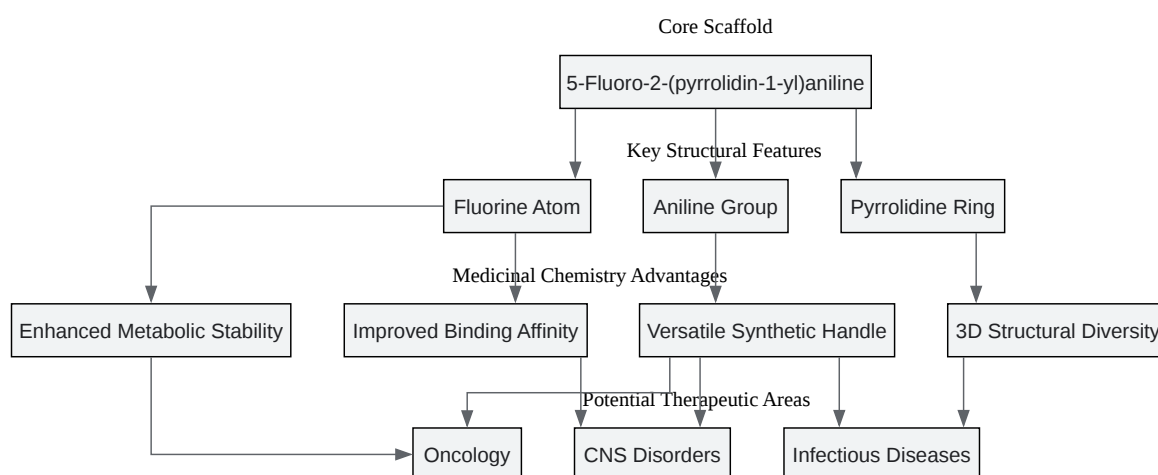 Core Scaffold
5-Fluoro-2-(pyrrolidin-1-yl)aniline
Key Structural Features
Fluorine Atom
Aniline Group
Pyrrolidine Ring
Medicinal Chemistry Advantages
Enhanced Metabolic Stability
Improved Binding Affinity
Versatile Synthetic Handle
3D Structural Diversity
Potential Therapeutic Areas
Oncology
CNS Disorders
Infectious Diseases